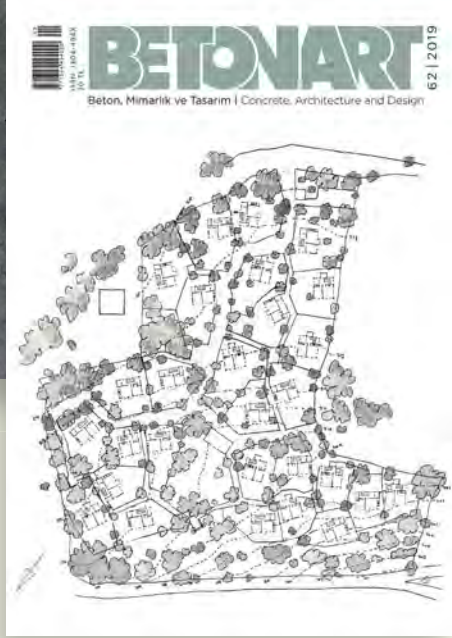 BETONART
62 | 2019
Beton, Mimarlık ve Tasarım | Concrete, Architecture and Design